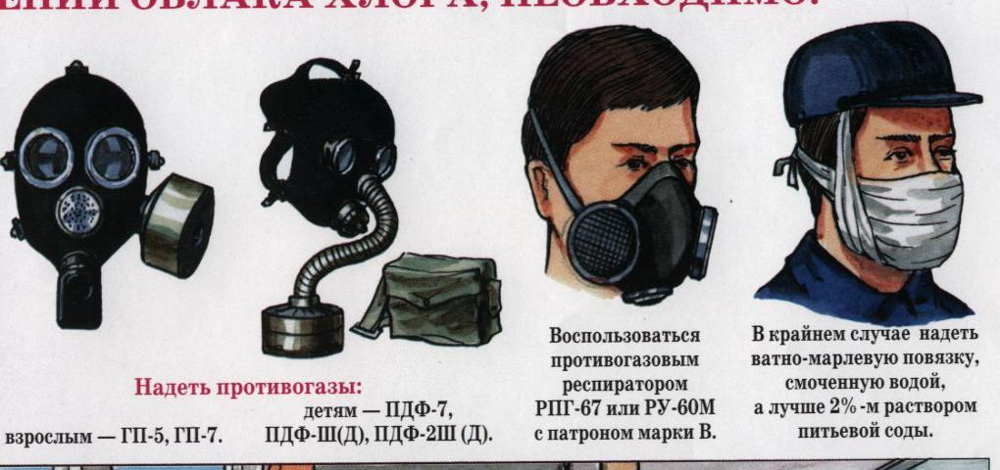 ЕНИИ ОБЛАКА ХЛОРА, НЕОБХОДИМО:
Надеть противогазы:
взрослым — ГП-5, ГП-7.
детям — ПДФ-7,
ПДФ-Ш(Д), ПДФ-2Ш (Д).
Воспользоваться
противогазовым
респиратором
РПГ-67 или РУ-60М
с патроном марки В.
В крайнем случае надеть
ватно-марлевую повязку,
смоченную водой,
а лучше 2% -м раствором
питьевой соды.